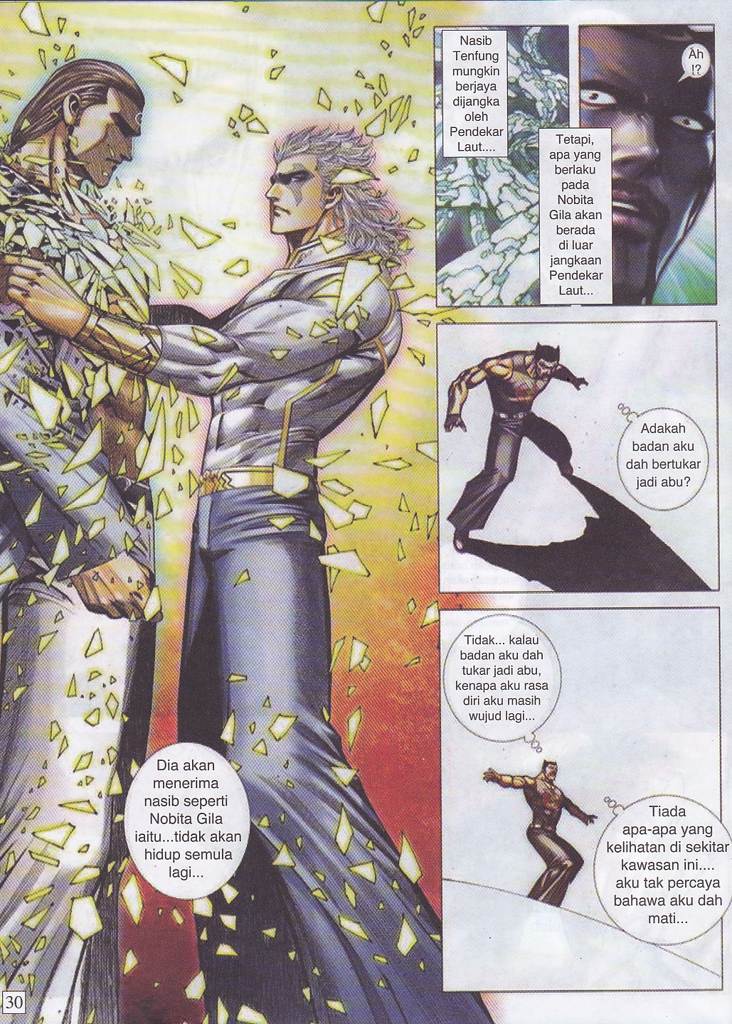 Dia akan
menerima
nasib seperti
Nobita Gila
iaitu...tidak akan
hidup semula
lagi...
Nasib
Tenfung
mungkin
berjaya
dijangka
oleh
Pendekar
Laut....
Ah
!?
Tetapi,
apa yang
berlaku
pada
Nobita
Gila akan
berada
di luar
jangkaan
Pendekar
Laut...
Adakah
badan aku
dah bertukar
jadi abu?
Tidak... kalau
badan aku dah
tukar jadi abu,
kenapa aku rasa
diri aku masih
wujud lagi...
Tiada
apa-apa yang
kelihatan di sekitar
kawasan ini....
aku tak percaya
bahawa aku dah
mati...
30